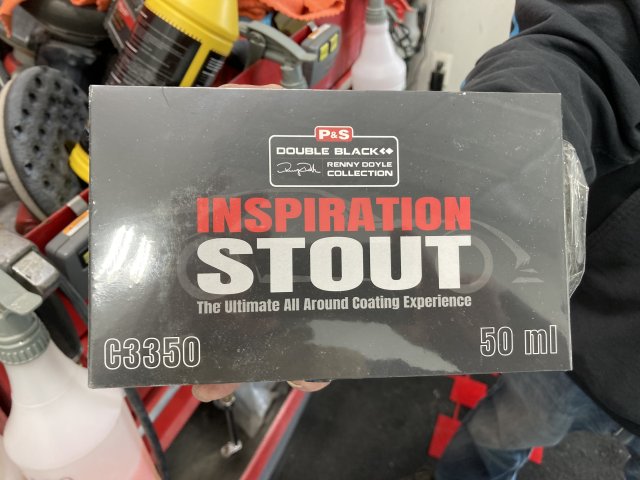 P&S
DOUBLE BLACK
RENNY DOYLE
COLLECTION
INSPIRATION
STOUT
The Ultimate All Around Coating Experience
C3350
50 ml